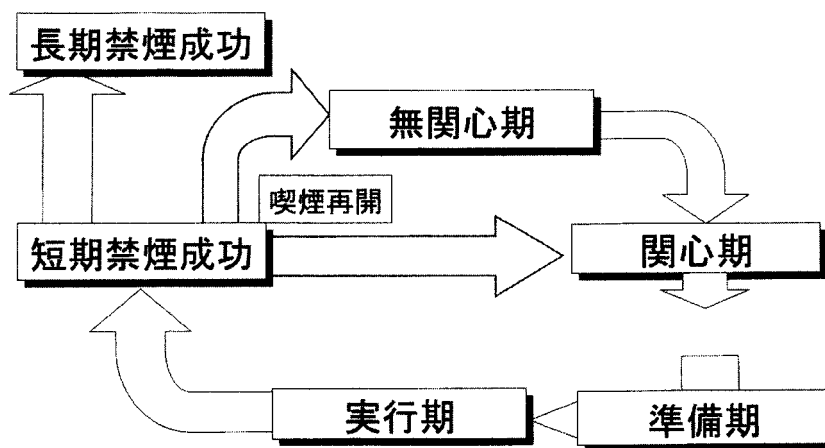 長期禁煙成功
無関心期
喫煙再開
短期禁煙成功
関心期
実行期
準備期